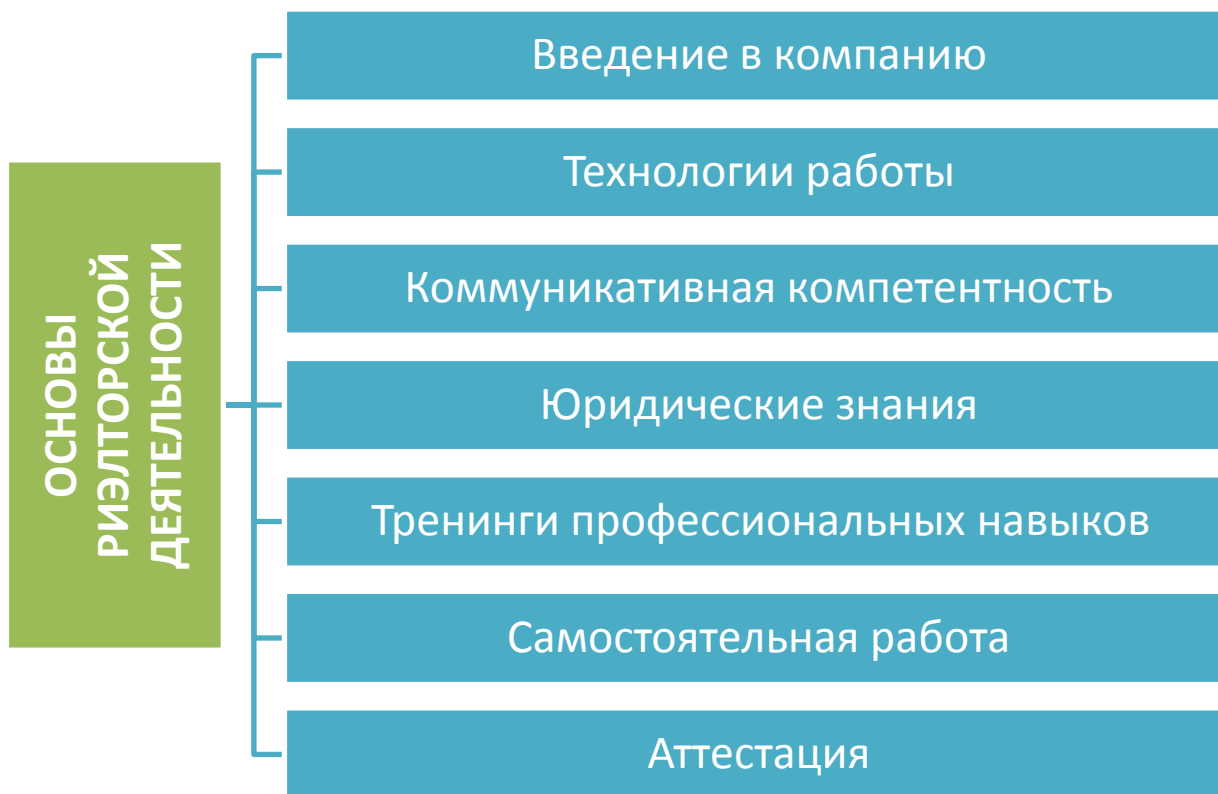 ОСНОВЫ
РИЭЛТОРСКОЙ
ДЕЯТЕЛЬНОСТИ
Введение в компанию
Технологии работы
Коммуникативная компетентность
Юридические знания
Тренинги профессиональных навыков
Самостоятельная работа
Аттестация